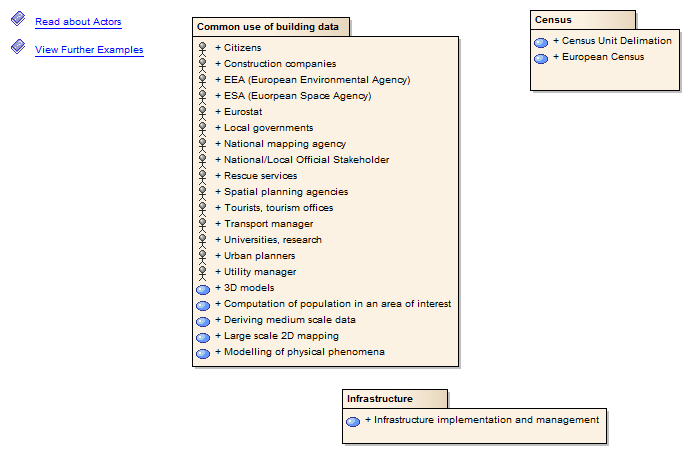 Read about Actors
View Further Examples
Common use of building data
+ Citizens
+ Construction companies
+ EEA (European Environmental Agency)
+ ESA (Euorpean Space Agency)
+ Eurostat
+ Local governments
+ National mapping agency
+ National/Local Official Stakeholder
+ Rescue services
+ Spatial planning agencies
+ Tourists, tourism offices
+ Transport manager
+ Universities, research
+ Urban planners
+ Utility manager
+ 3D models
+ Computation of population in an area of interest
+ Deriving medium scale data
+ Large scale 2D mapping
+ Modelling of physical phenomena
Census
+ Census Unit Delimation
+ European Census
Infrastructure
+ Infrastructure implementation and management